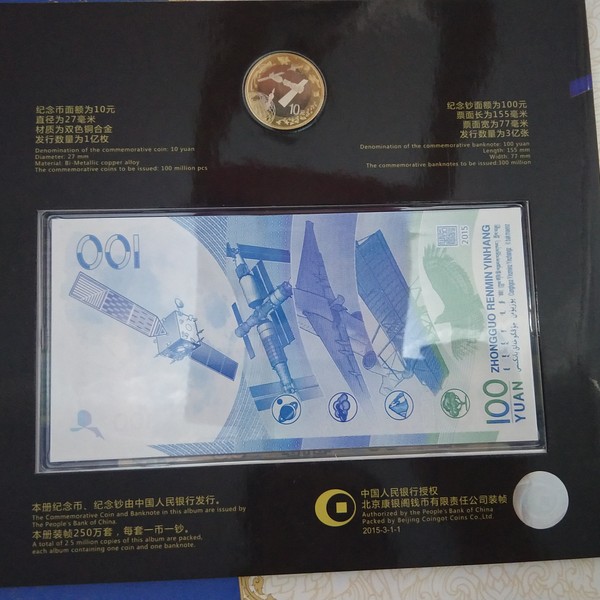 10
纪念币面额为10元
直径为27毫米
材质为双色铜合金
发行数量为1亿枚
Denomination of the commemorative coin: 10 yuan
Diameter: 27 mm
Material: Bi-Metallic copper alloy
The commemorative coins to be issued: 100 million pcs
纪念钞面额为100元
票面长为155毫米
票面宽为77毫米
发行数量为3亿张
Denomination of the commemorative banknote: 100 yuan
Length: 155 mm
Width: 77 mm
The commemorative banknotes to be issued:300 million
100
2015
ZHONGGUO RENMIN YINHANG
100
YUAN
本册纪念币、纪念钞由中国人民银行发行。
The Commemorative Coin and Banknote in this album are issued by
The People's Bank of China
本册装帧250万套，每套一币一钞。
A total of 2.5 million copies of this album are packed,
each album containing one coin and one banknote.
中国人民银行授权
北京康银阁钱币有限责任公司装帧
Authorized by the People's Bank of China
Packed by Beijing Coingot Coins Co.,Ltd.
2015-3-1-1